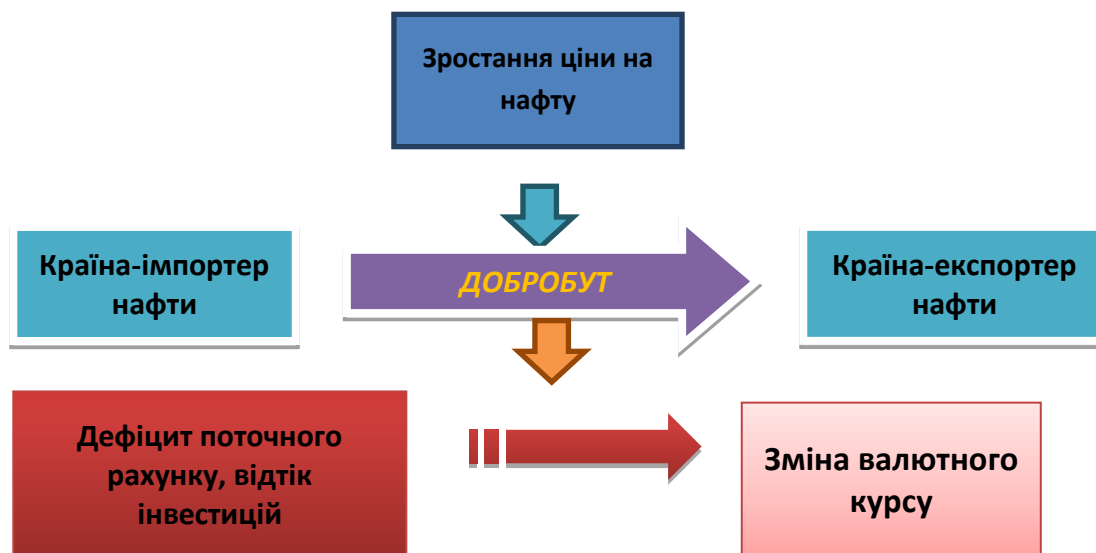 Зростання ціни на
нафту
Країна-імпортер
нафти
ДОБРОБУТ
Країна-експортер
нафти
Дефіцит поточного
рахунку, відтік
інвестицій
Зміна валютного
курсу